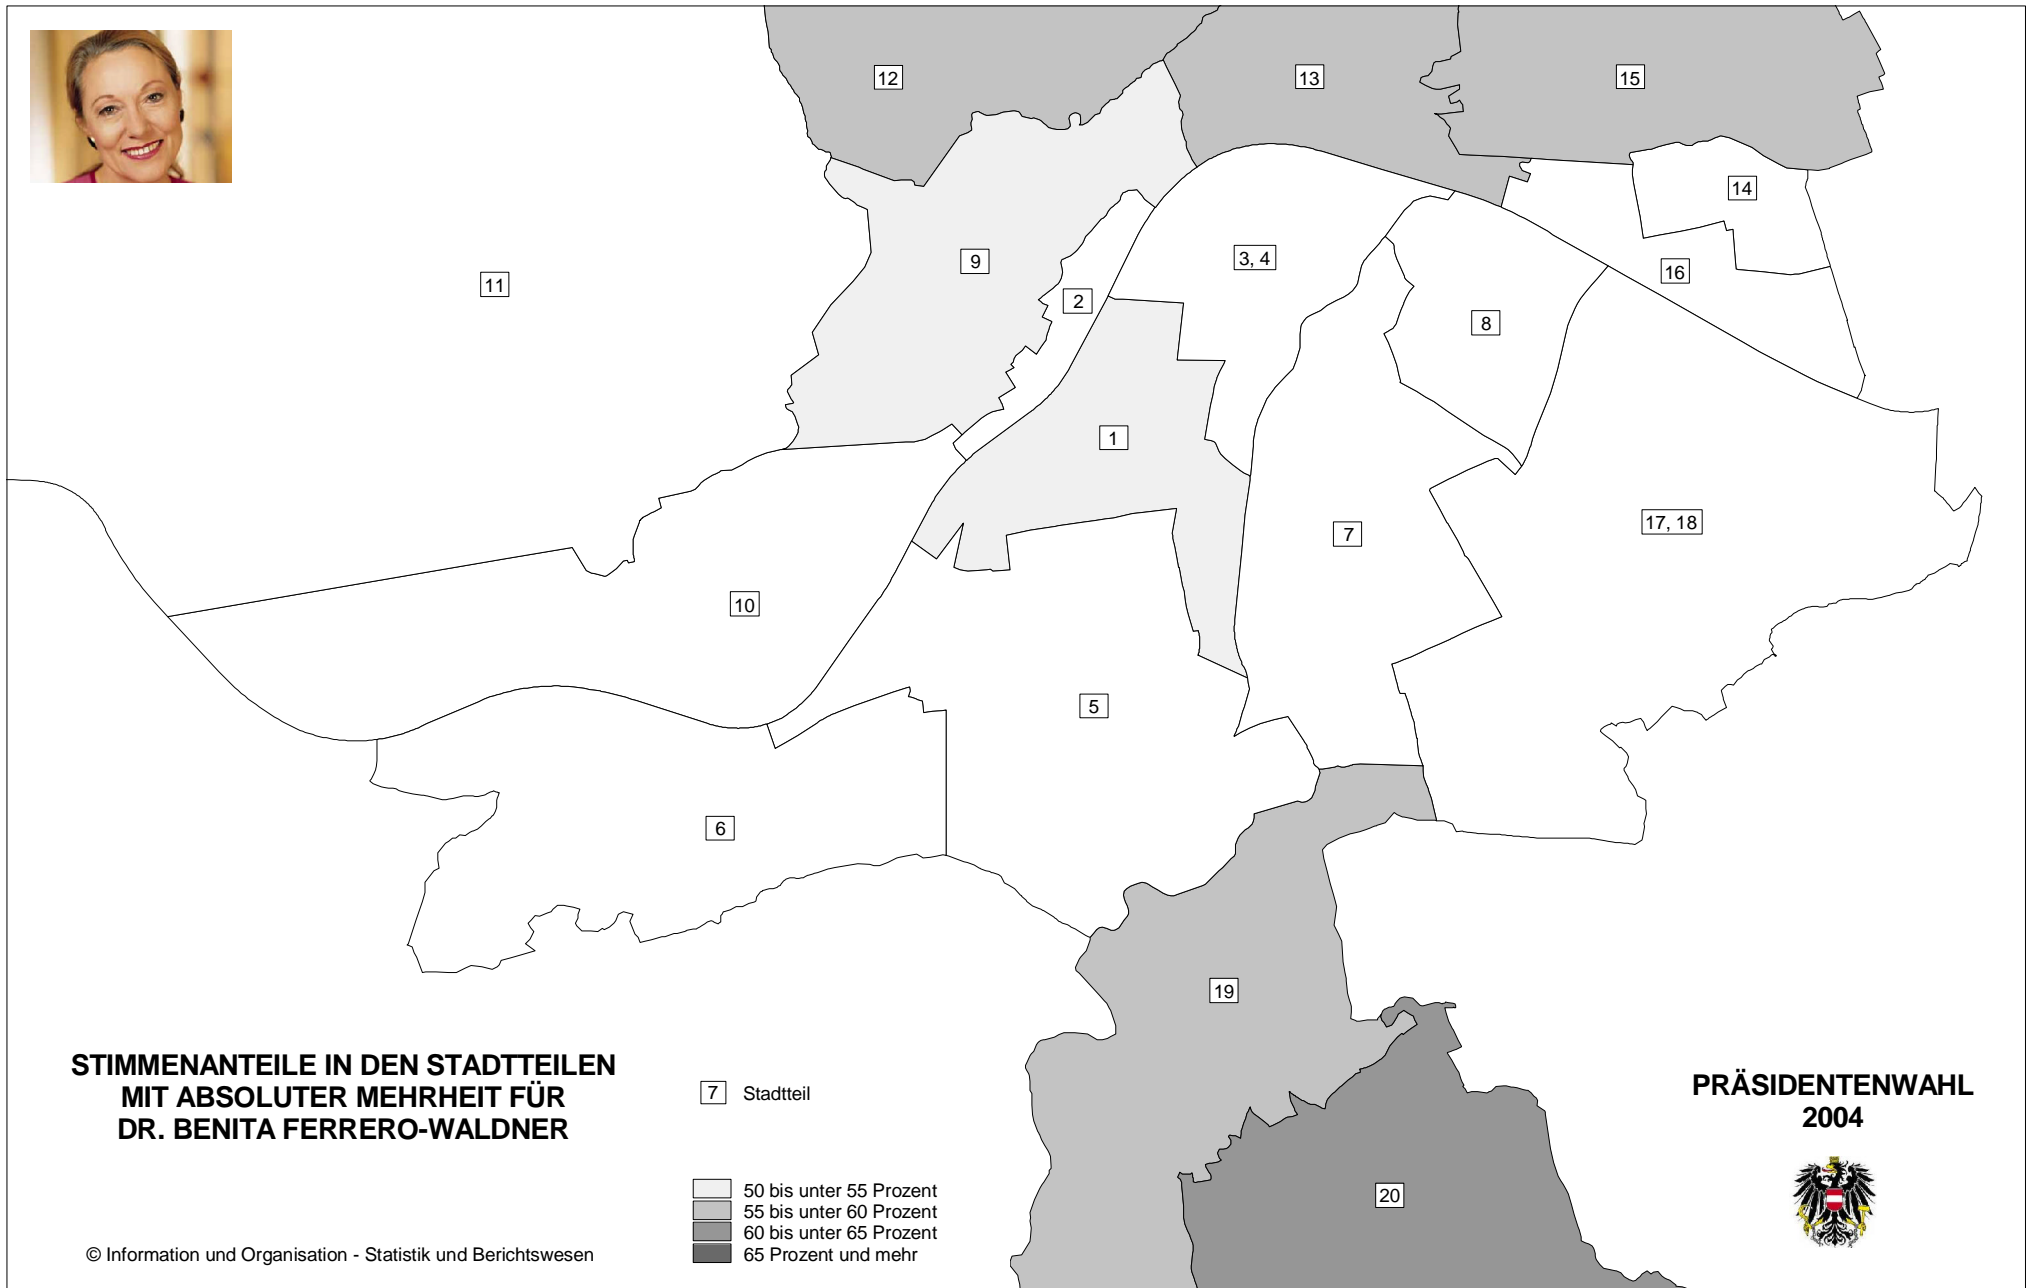 12
13
15
14
9
3, 4
11
2
16
8
1
17, 18
7
10
5
6
19
STIMMENANTEILE IN DEN STADTTEILEN
MIT ABSOLUTER MEHRHEIT FÜR
DR. BENITA FERRERO-WALDNER
7 Stadtteil
PRÄSIDENTENWAHL
2004
20
50 bis unter 55 Prozent
55 bis unter 60 Prozent
60 bis unter 65 Prozent
65 Prozent und mehr
© Information und Organisation - Statistik und Berichtswesen